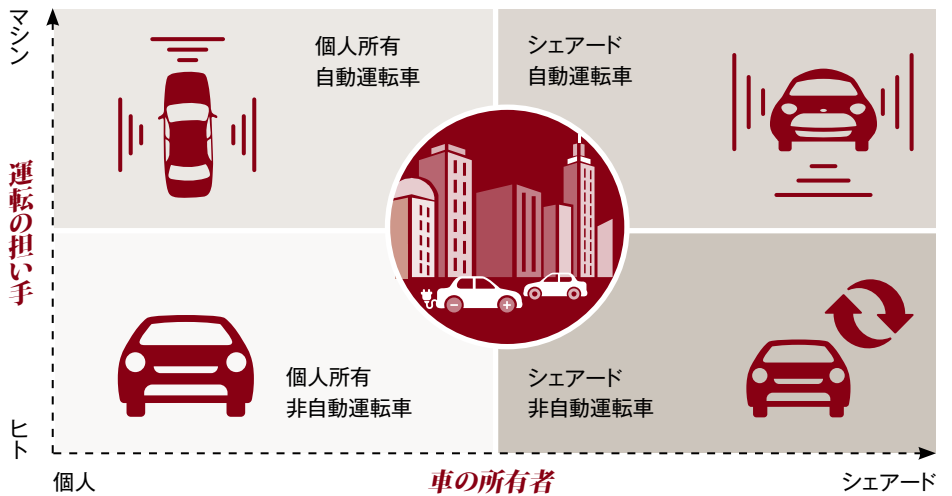 マシン
個人所有
自動運転車
シェアード
自動運転車
運転の担い手
個人所有
非自動運転車
シェアード
非自動運転車
ヒト
個人
車の所有者
シェアード